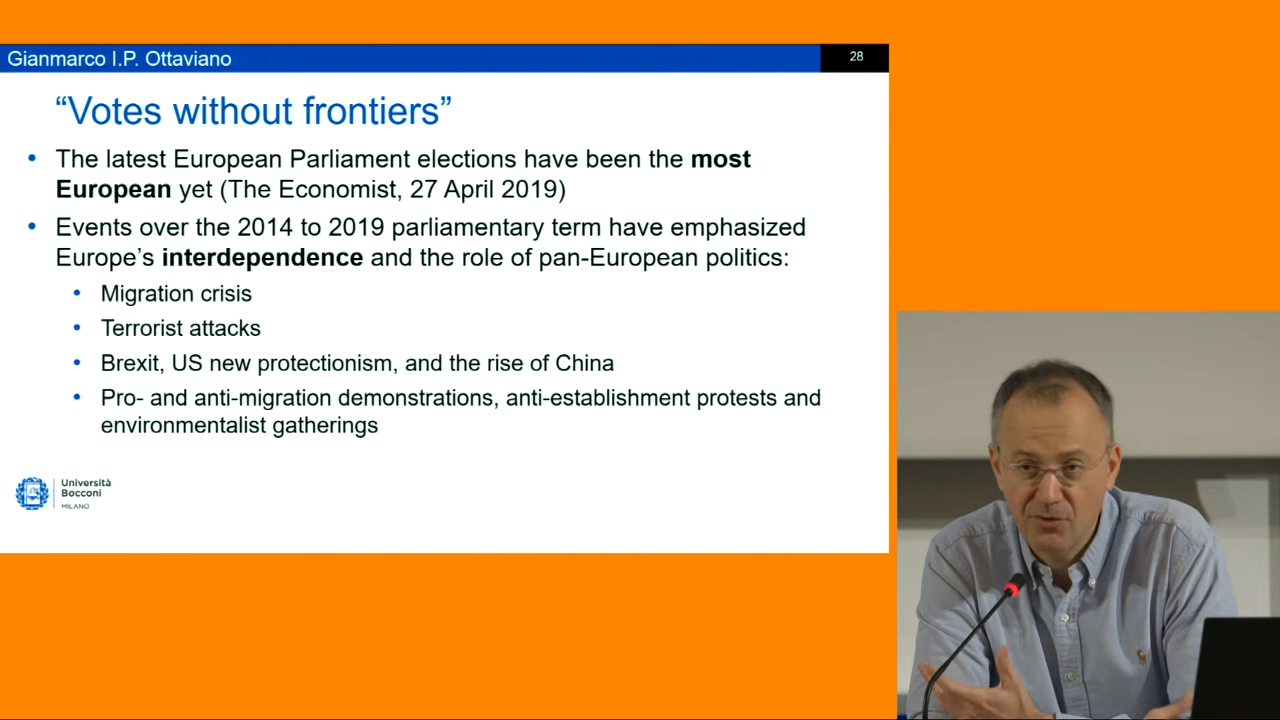 Gianmarco I.P. Ottaviano
28
“Votes without frontiers”
• The latest European Parliament elections have been the most
European yet (The Economist, 27 April 2019)
• Events over the 2014 to 2019 parliamentary term have emphasized
Europe’s interdependence and the role of pan-European politics:
• Migration crisis
• Terrorist attacks
• Brexit, US new protectionism, and the rise of China
• Pro- and anti-migration demonstrations, anti-establishment protests and
environmentalist gatherings
Università
Bocconi
MILANO